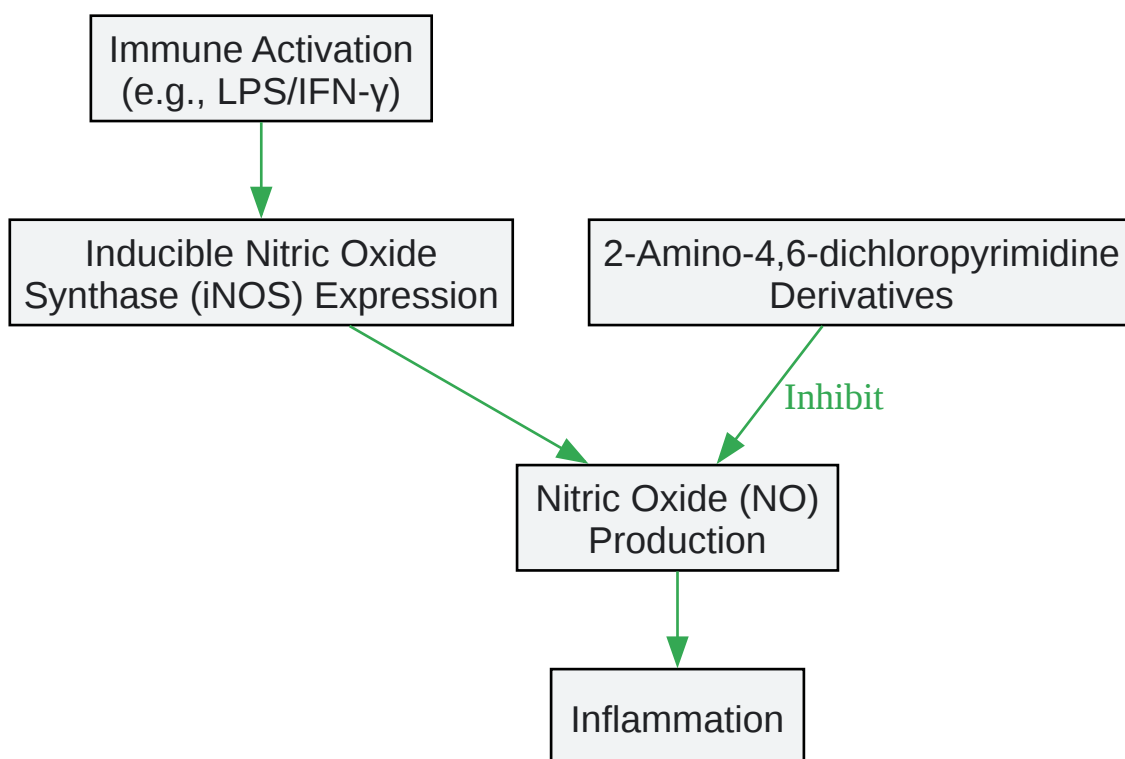 Immune Activation
(e.g., LPS/IFN-γ)
Inducible Nitric Oxide
Synthase (iNOS) Expression
2-Amino-4,6-dichloropyrimidine
Derivatives
Inhibit
Nitric Oxide (NO)
Production
Inflammation